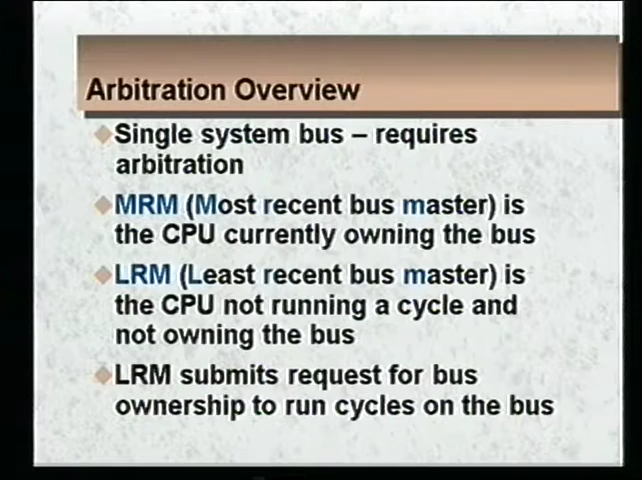 Arbitration Overview
Single system bus – requires
arbitration
MRM (Most recent bus master) is
the CPU currently owning the bus
LRM (Least recent bus master) is
the CPU not running a cycle and
not owning the bus
LRM submits request for bus
ownership to run cycles on the bus